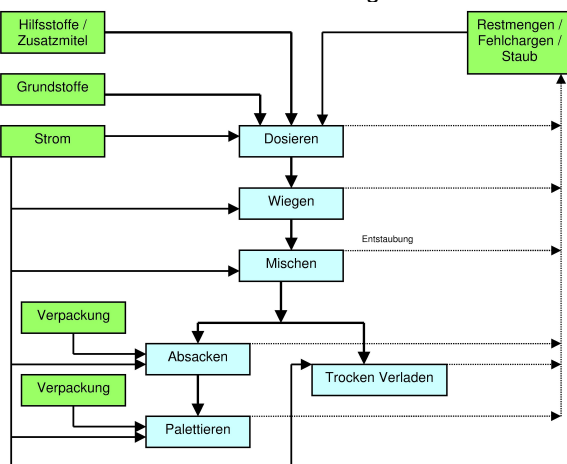 Hilfsstoffe /
Zusatzmitel
Restmengen /
Fehlchargen /
Staub
Grundstoffe
Strom
Dosieren
Wiegen
Entstaubung
Mischen
Verpackung
Absacken
Trocken Verladen
Verpackung
Palettieren